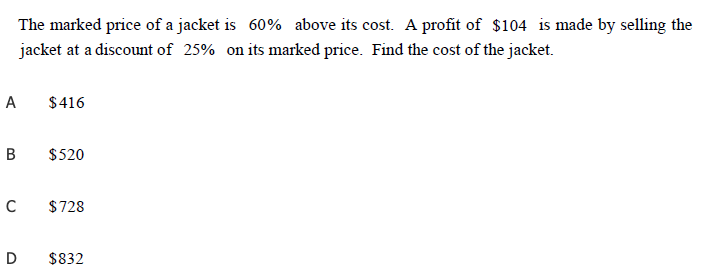 The marked price of a jacket is 60% above its cost. A profit of $104 is made by selling the
jacket at a discount of 25% on its marked price. Find the cost of the jacket.
A $416
B $520
C $728
D $832